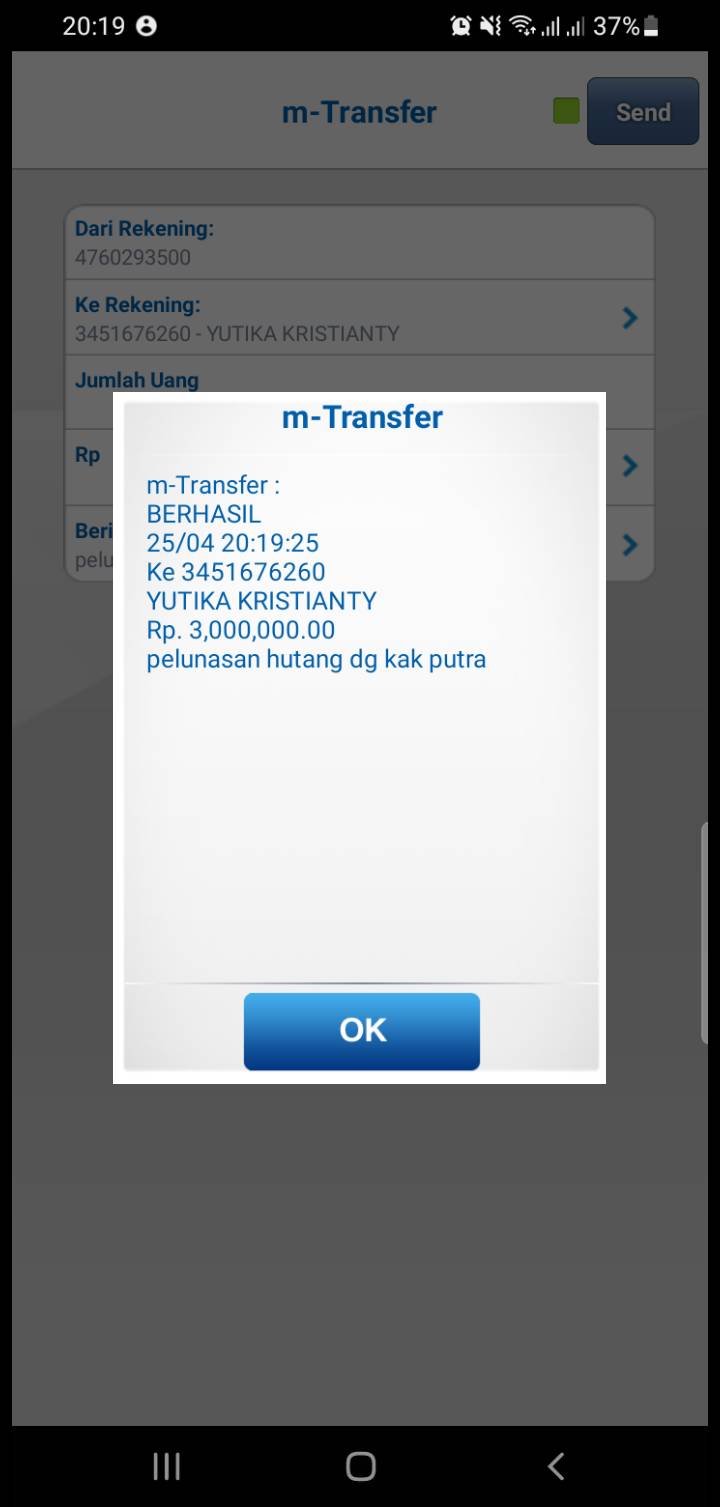 20:19
37%
m-Transfer
Send
Dari Rekening:
4760293500
Ke Rekening:
3451676260 - YUTIKA KRISTIANTY
Jumlah Uang
Rp
Beri
pelu
m-Transfer
m-Transfer :
BERHASIL
25/04 20:19:25
Ke 3451676260
YUTIKA KRISTIANTY
Rp. 3,000,000.00
pelunasan hutang dg kak putra
OK